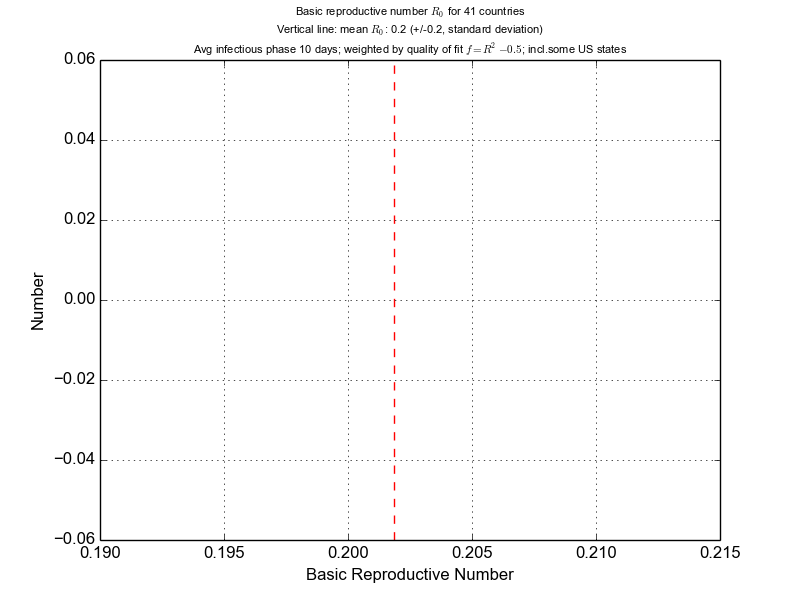 Basic reproductive number R₀ for 41 countries
Vertical line: mean R₀: 0.2 (+/-0.2, standard deviation)
Avg infectious phase 10 days; weighted by quality of fit f=R² −0.5; incl.some US states
0.06
0.04
0.02
0.00
−0.02
−0.04
−0.06
Number
0.190 0.195 0.200 0.205 0.210 0.215
Basic Reproductive Number